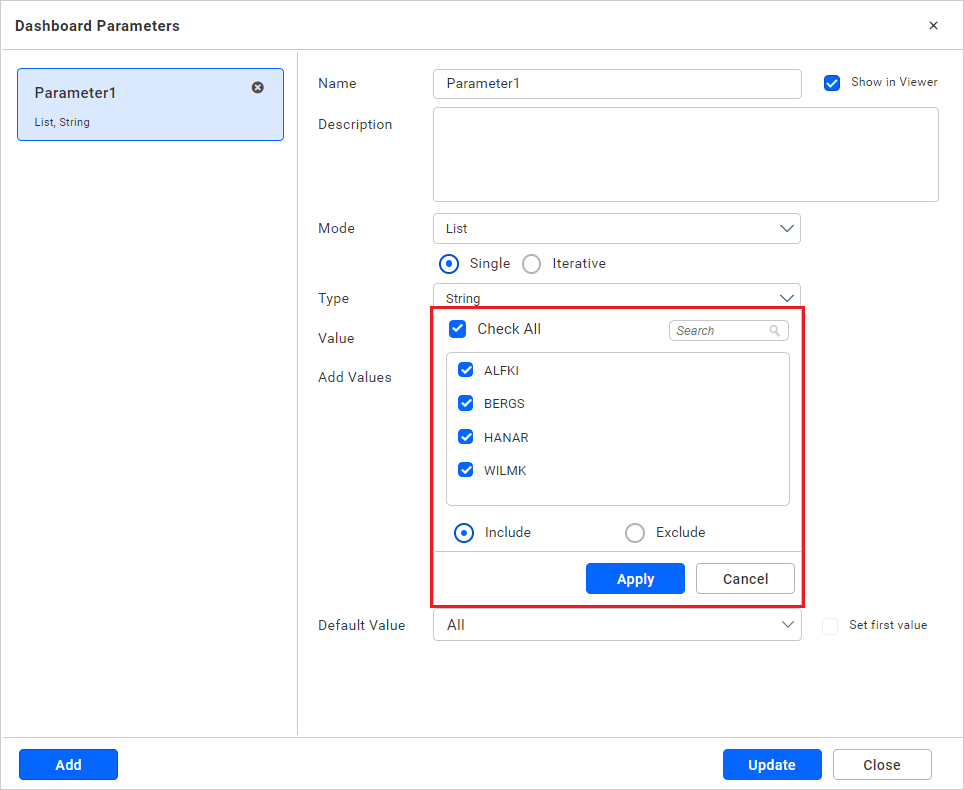 Dashboard Parameters
Parameter1
List, String
Name
Parameter1
Show in Viewer
Description
Mode
List
Single
Iterative
Type
String
Value
Check All
Search
Add Values
ALFKI
BERGS
HANAR
WILMK
Include
Exclude
Apply
Cancel
Default Value
All
Set first value
Add
Update
Close